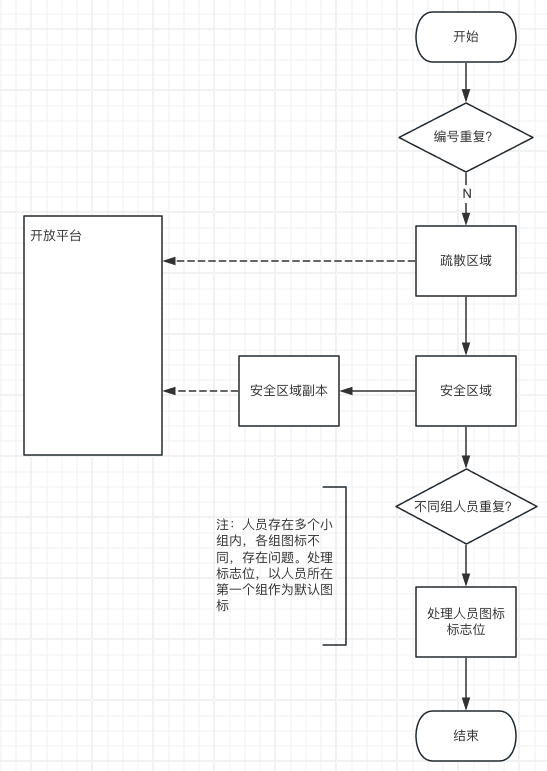 开始
编号重复?
N
开放平台
疏散区域
安全区域副本
安全区域
不同组人员重复?
注：人员存在多个小
组内，各组图标不
同，存在问题。处理
标志位，以人员所在
第一个组作为默认图
标
处理人员图标
标志位
结束